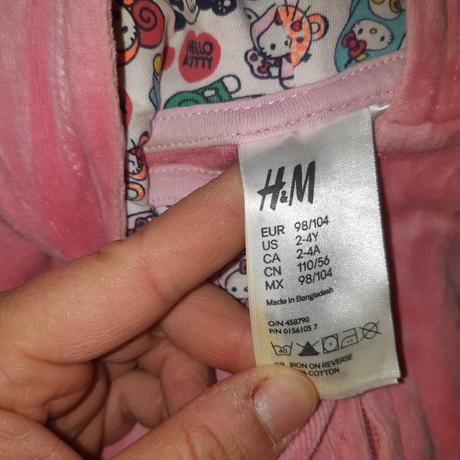 HELLO
KITTY
H&M
EUR 98/104
US 2-4Y
CA 2-4A
CN 110/56
MX 98/104
Made in Bangladesh
O/N 458790
P/N 0156105 7
40
IRON ON REVERSE
COTTON